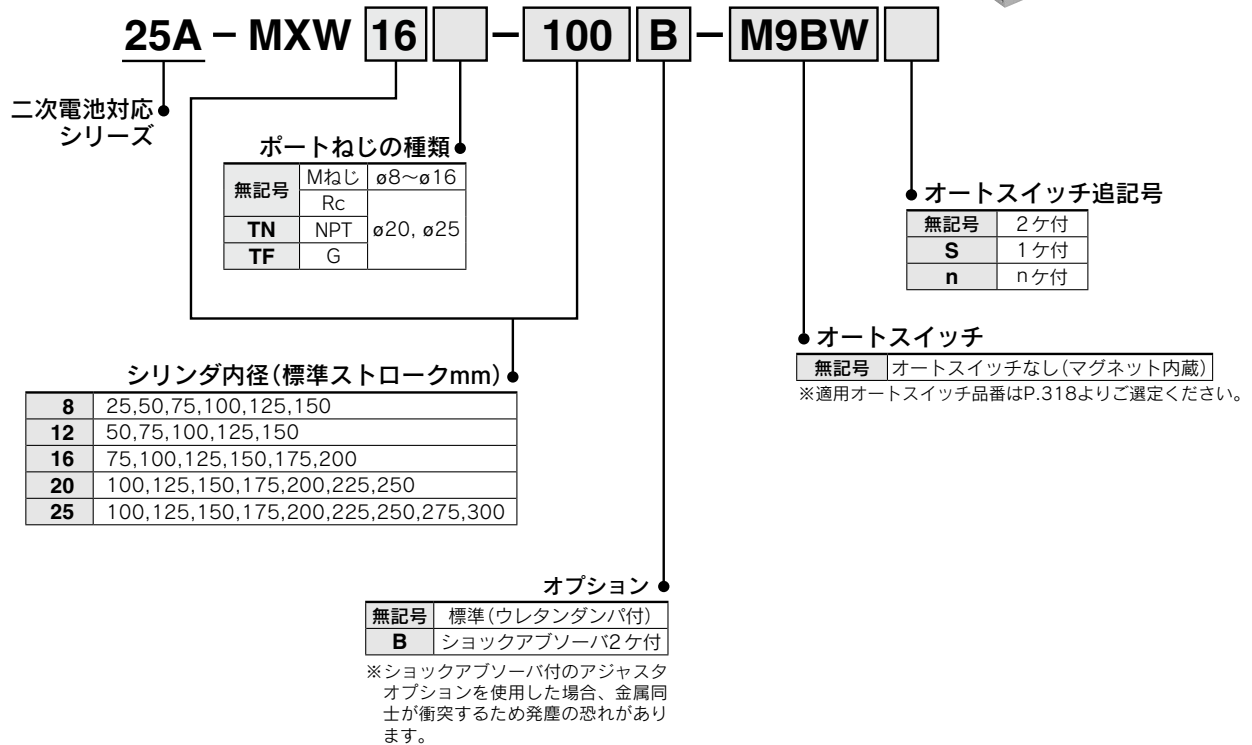 25A – MXW 16 – 100 B – M9BW
二次電池対応
シリーズ
ポートねじの種類
無記号 Mねじ ø8～ø16
Rc ø20, ø25
TN NPT
TF G
オートスイッチ追記号
無記号 2ケ付
S 1ケ付
n nケ付
オートスイッチ
無記号 オートスイッチなし(マグネット内蔵)
※適用オートスイッチ品番はP.318よりご選定ください。
シリンダ内径(標準ストロークmm)
8 25,50,75,100,125,150
12 50,75,100,125,150
16 75,100,125,150,175,200
20 100,125,150,175,200,225,250
25 100,125,150,175,200,225,250,275,300
オプション
無記号 標準(ウレタンダンパ付)
B ショックアブソーバ2ケ付
※ショックアブソーバ付のアジャスタ
オプションを使用した場合、金属同
士が衝突するため発塵の恐れがあり
ます。